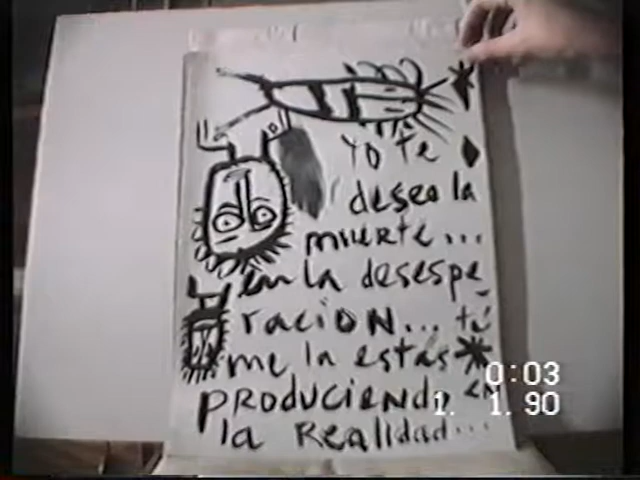 Yo te
deseo la
muerte...
en la desespe-
racion... tú
me la estás
PRODUCIENDO en
la Realidad...
0:03
1. 1.90